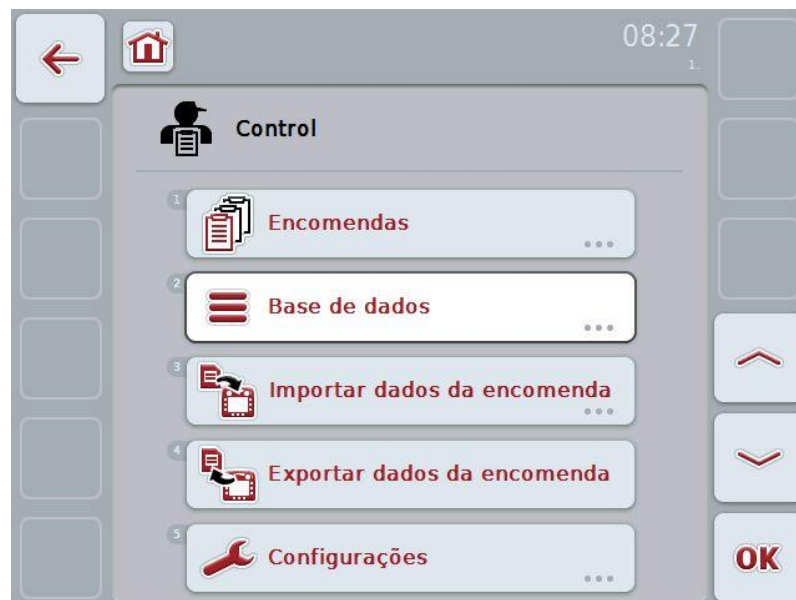 08:27
1.
Control
1
Encomendas
2
Base de dados
3
Importar dados da encomenda
4
Exportar dados da encomenda
5
Configurações
OK